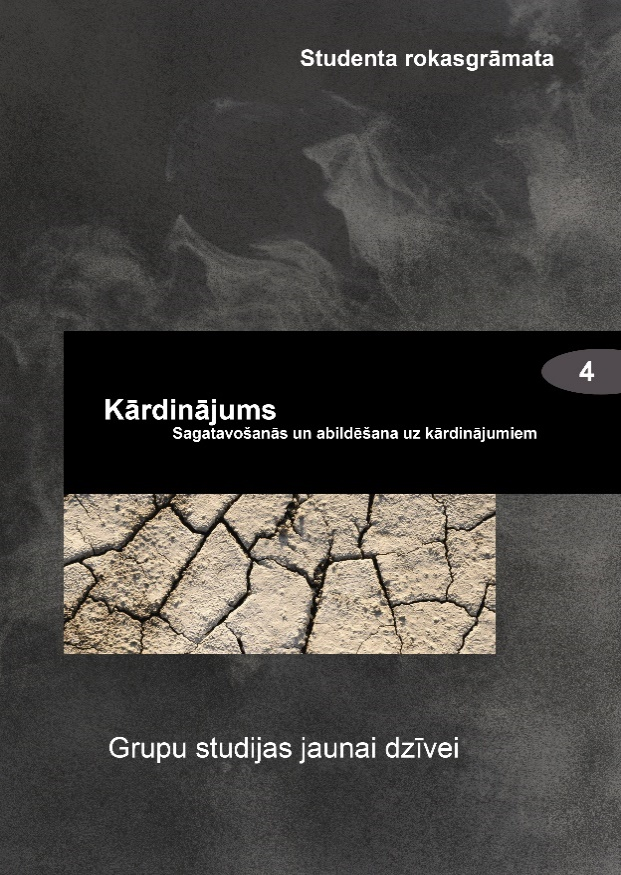 Studenta rokasgrāmata
4
Kārdinājums
Sagatavošanās un abildēšana uz kārdinājumiem
Grupu studijas jaunai dzīvei